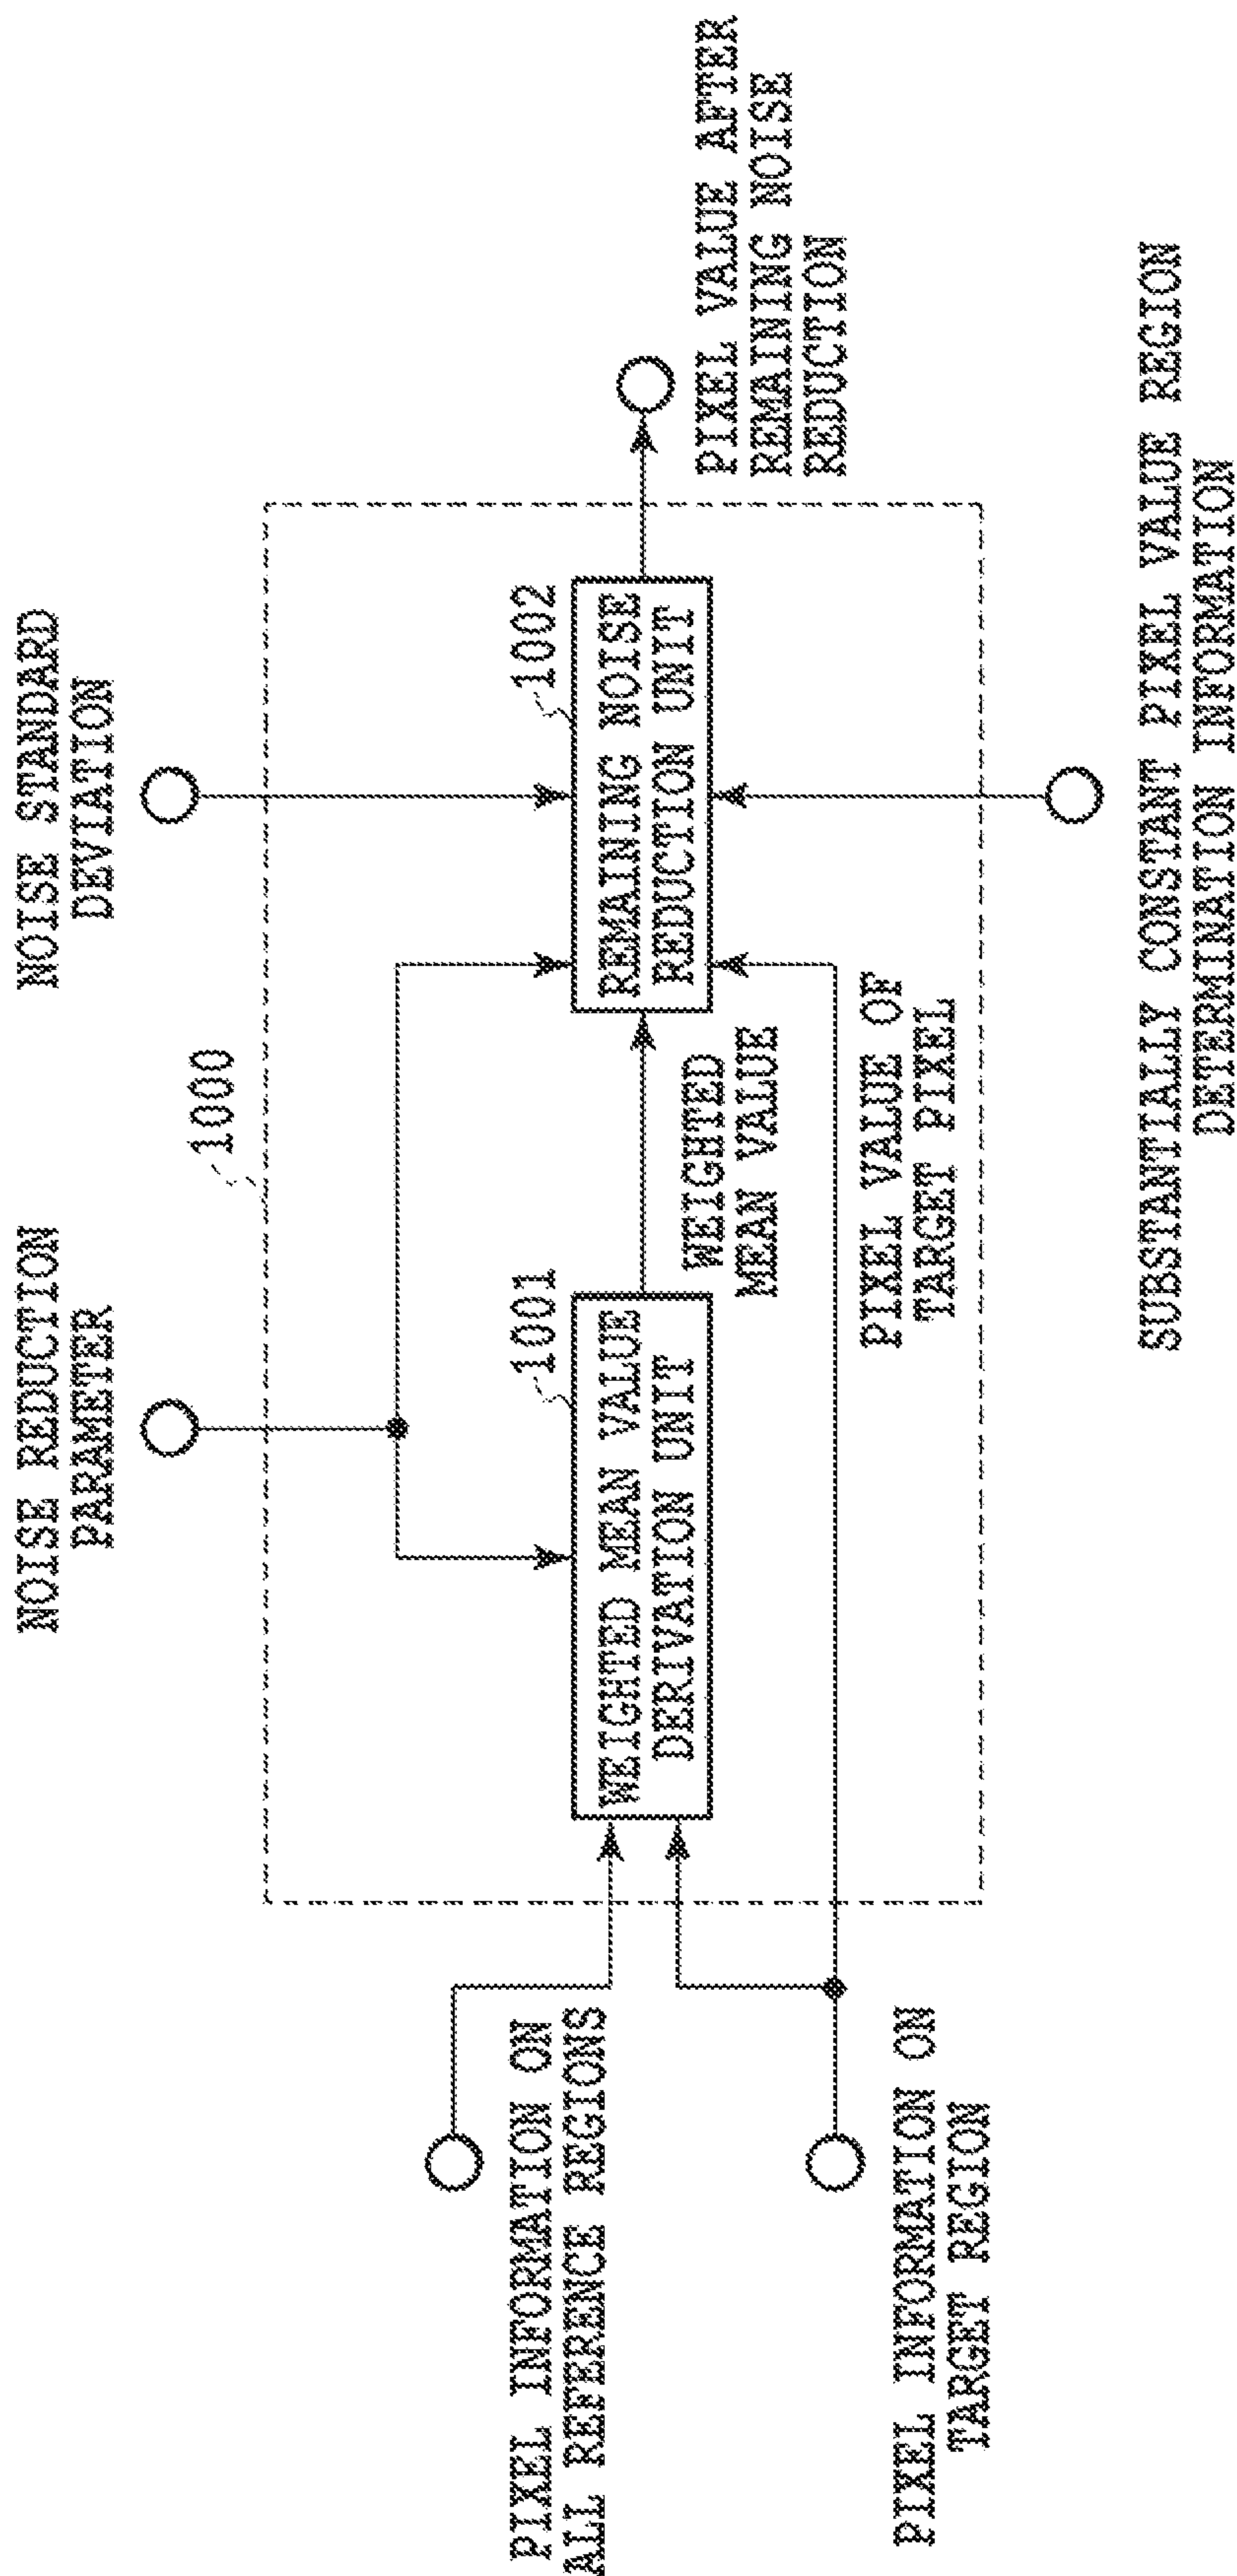 NOISE REDUCTION
PARAMETER
NOISE STANDARD
DEVIATION
1000
PIXEL INFORMATION ON
ALL REFERENCE REGIONS
1001
WEIGHTED MEAN VALUE
DERIVATION UNIT
WEIGHTED
MEAN VALUE
1002
REMAINING NOISE
REDUCTION UNIT
PIXEL VALUE AFTER
REMAINING NOISE
REDUCTION
PIXEL INFORMATION ON
TARGET REGION
PIXEL VALUE OF
TARGET PIXEL
SUBSTANTIALLY CONSTANT PIXEL VALUE REGION
DETERMINATION INFORMATION